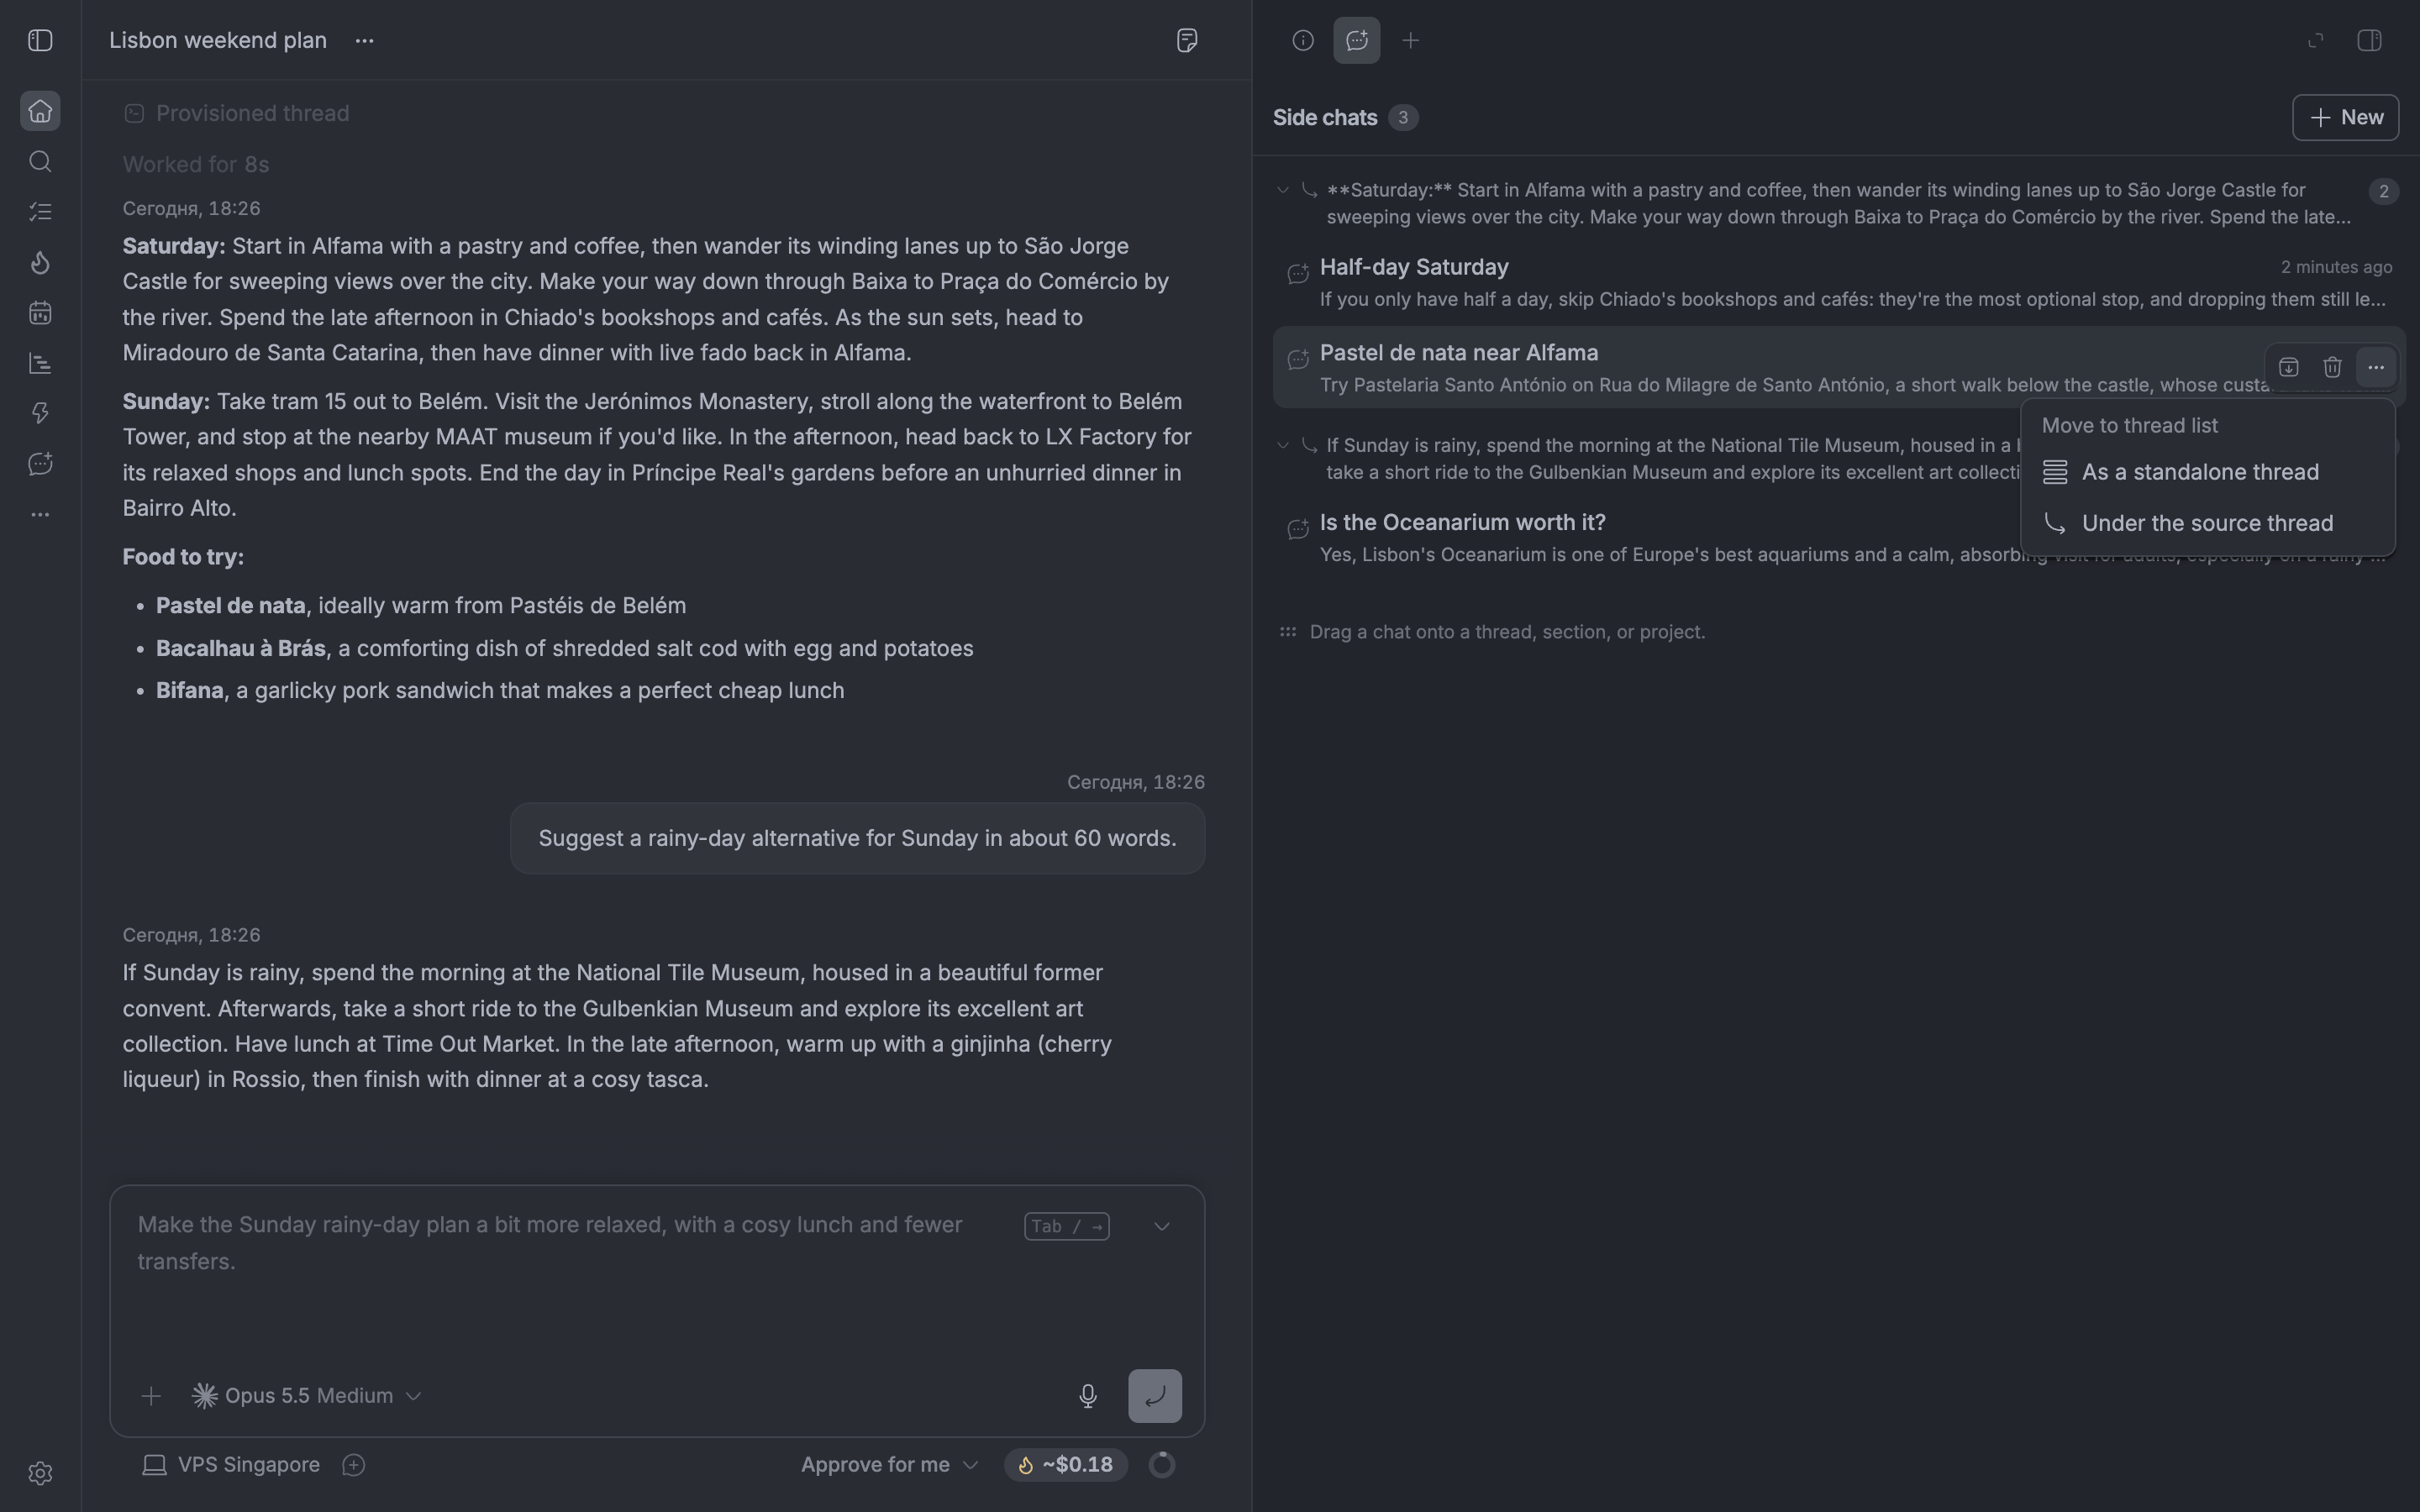 Lisbon weekend plan
Provisioned thread
Worked for 8s
Сегодня, 18:26
Saturday: Start in Alfama with a pastry and coffee, then wander its winding lanes up to São Jorge
Castle for sweeping views over the city. Make your way down through Baixa to Praça do Comércio by
the river. Spend the late afternoon in Chiado's bookshops and cafés. As the sun sets, head to
Miradouro de Santa Catarina, then have dinner with live fado back in Alfama.
Sunday: Take tram 15 out to Belém. Visit the Jerónimos Monastery, stroll along the waterfront to Belém
Tower, and stop at the nearby MAAT museum if you'd like. In the afternoon, head back to LX Factory for
its relaxed shops and lunch spots. End the day in Príncipe Real's gardens before an unhurried dinner in
Bairro Alto.
Food to try:
• Pastel de nata, ideally warm from Pastéis de Belém
• Bacalhau à Brás, a comforting dish of shredded salt cod with egg and potatoes
• Bifana, a garlicky pork sandwich that makes a perfect cheap lunch
Сегодня, 18:26
Suggest a rainy-day alternative for Sunday in about 60 words.
Сегодня, 18:26
If Sunday is rainy, spend the morning at the National Tile Museum, housed in a beautiful former
convent. Afterwards, take a short ride to the Gulbenkian Museum and explore its excellent art
collection. Have lunch at Time Out Market. In the late afternoon, warm up with a ginjinha (cherry
liqueur) in Rossio, then finish with dinner at a cosy tasca.
Make the Sunday rainy-day plan a bit more relaxed, with a cosy lunch and fewer
transfers.
Tab / →
Opus 5.5 Medium
VPS Singapore
Approve for me
~$0.18
Side chats 3
New
**Saturday:** Start in Alfama with a pastry and coffee, then wander its winding lanes up to São Jorge Castle for
sweeping views over the city. Make your way down through Baixa to Praça do Comércio by the river. Spend the late...
2
Half-day Saturday
2 minutes ago
If you only have half a day, skip Chiado's bookshops and cafés: they're the most optional stop, and dropping them still le...
Pastel de nata near Alfama
Try Pastelaria Santo António on Rua do Milagre de Santo António, a short walk below the castle, whose custa
If Sunday is rainy, spend the morning at the National Tile Museum, housed in a
take a short ride to the Gulbenkian Museum and explore its excellent art collecti
Move to thread list
As a standalone thread
Under the source thread
Is the Oceanarium worth it?
Yes, Lisbon's Oceanarium is one of Europe's best aquariums and a calm, absorbing visit for adults, especially on a rainy ...
Drag a chat onto a thread, section, or project.